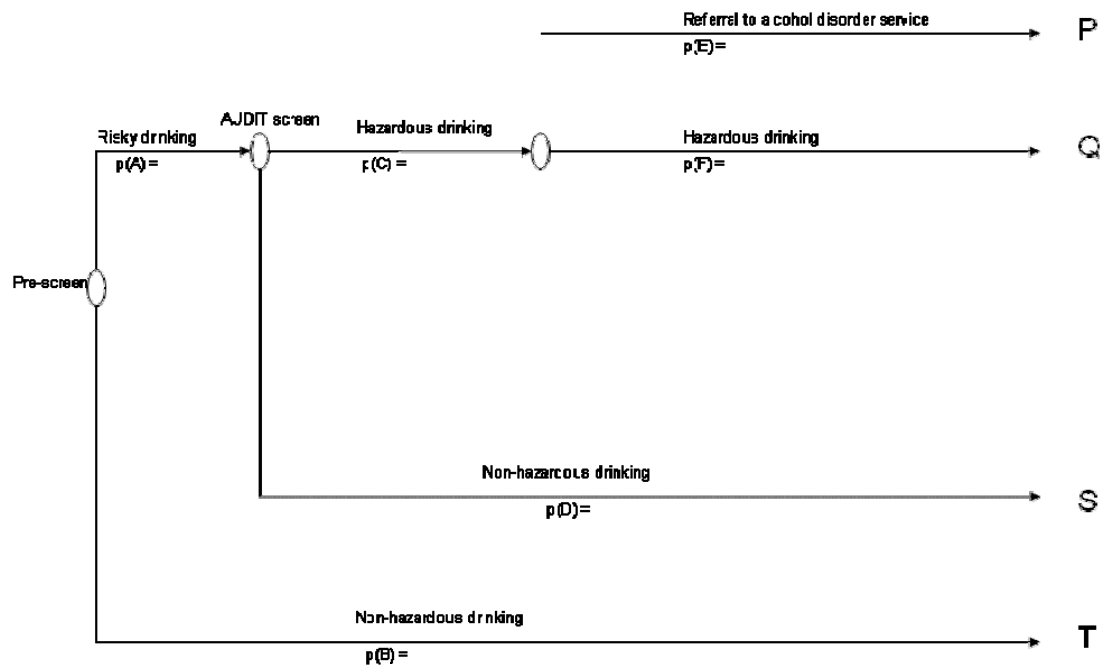 Referral to a cohol disorder service
P
p(E)=
AUDIT screen
Risky drinking
Hazardous drinking
Hazardous drinking
Q
p(A)=
p(C)=
p(F)=
Pre-screen
Non-hazardous drinking
S
p(D)=
Non-hazardous drinking
T
p(B)=